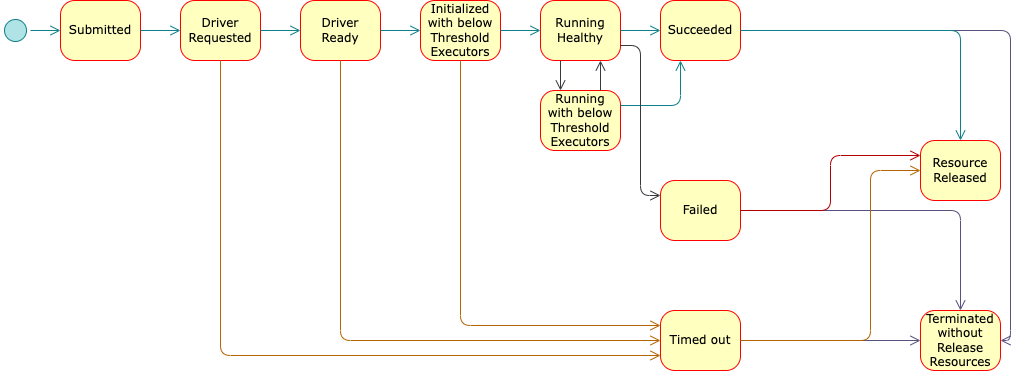 Submitted
Driver
Requested
Driver
Ready
Initialized
with below
Threshold
Executors
Running
Healthy
Succeeded
Running
with below
Threshold
Executors
Resource
Released
Failed
Timed out
Terminated
without
Release
Resources